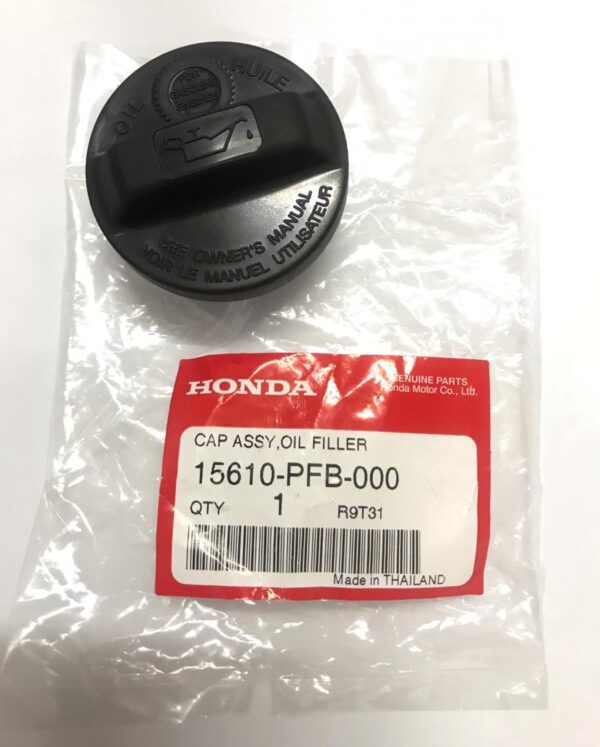 OIL HUILE
FOR
GASOLINE
ENGINES
SEE OWNER'S MANUAL
VOIR LE MANUEL UTILISATEUR
HONDA
GENUINE PARTS
Honda Motor Co., Ltd.
CAP ASSY,OIL FILLER
15610-PFB-000
QTY 1 R9T31
Made in THAILAND